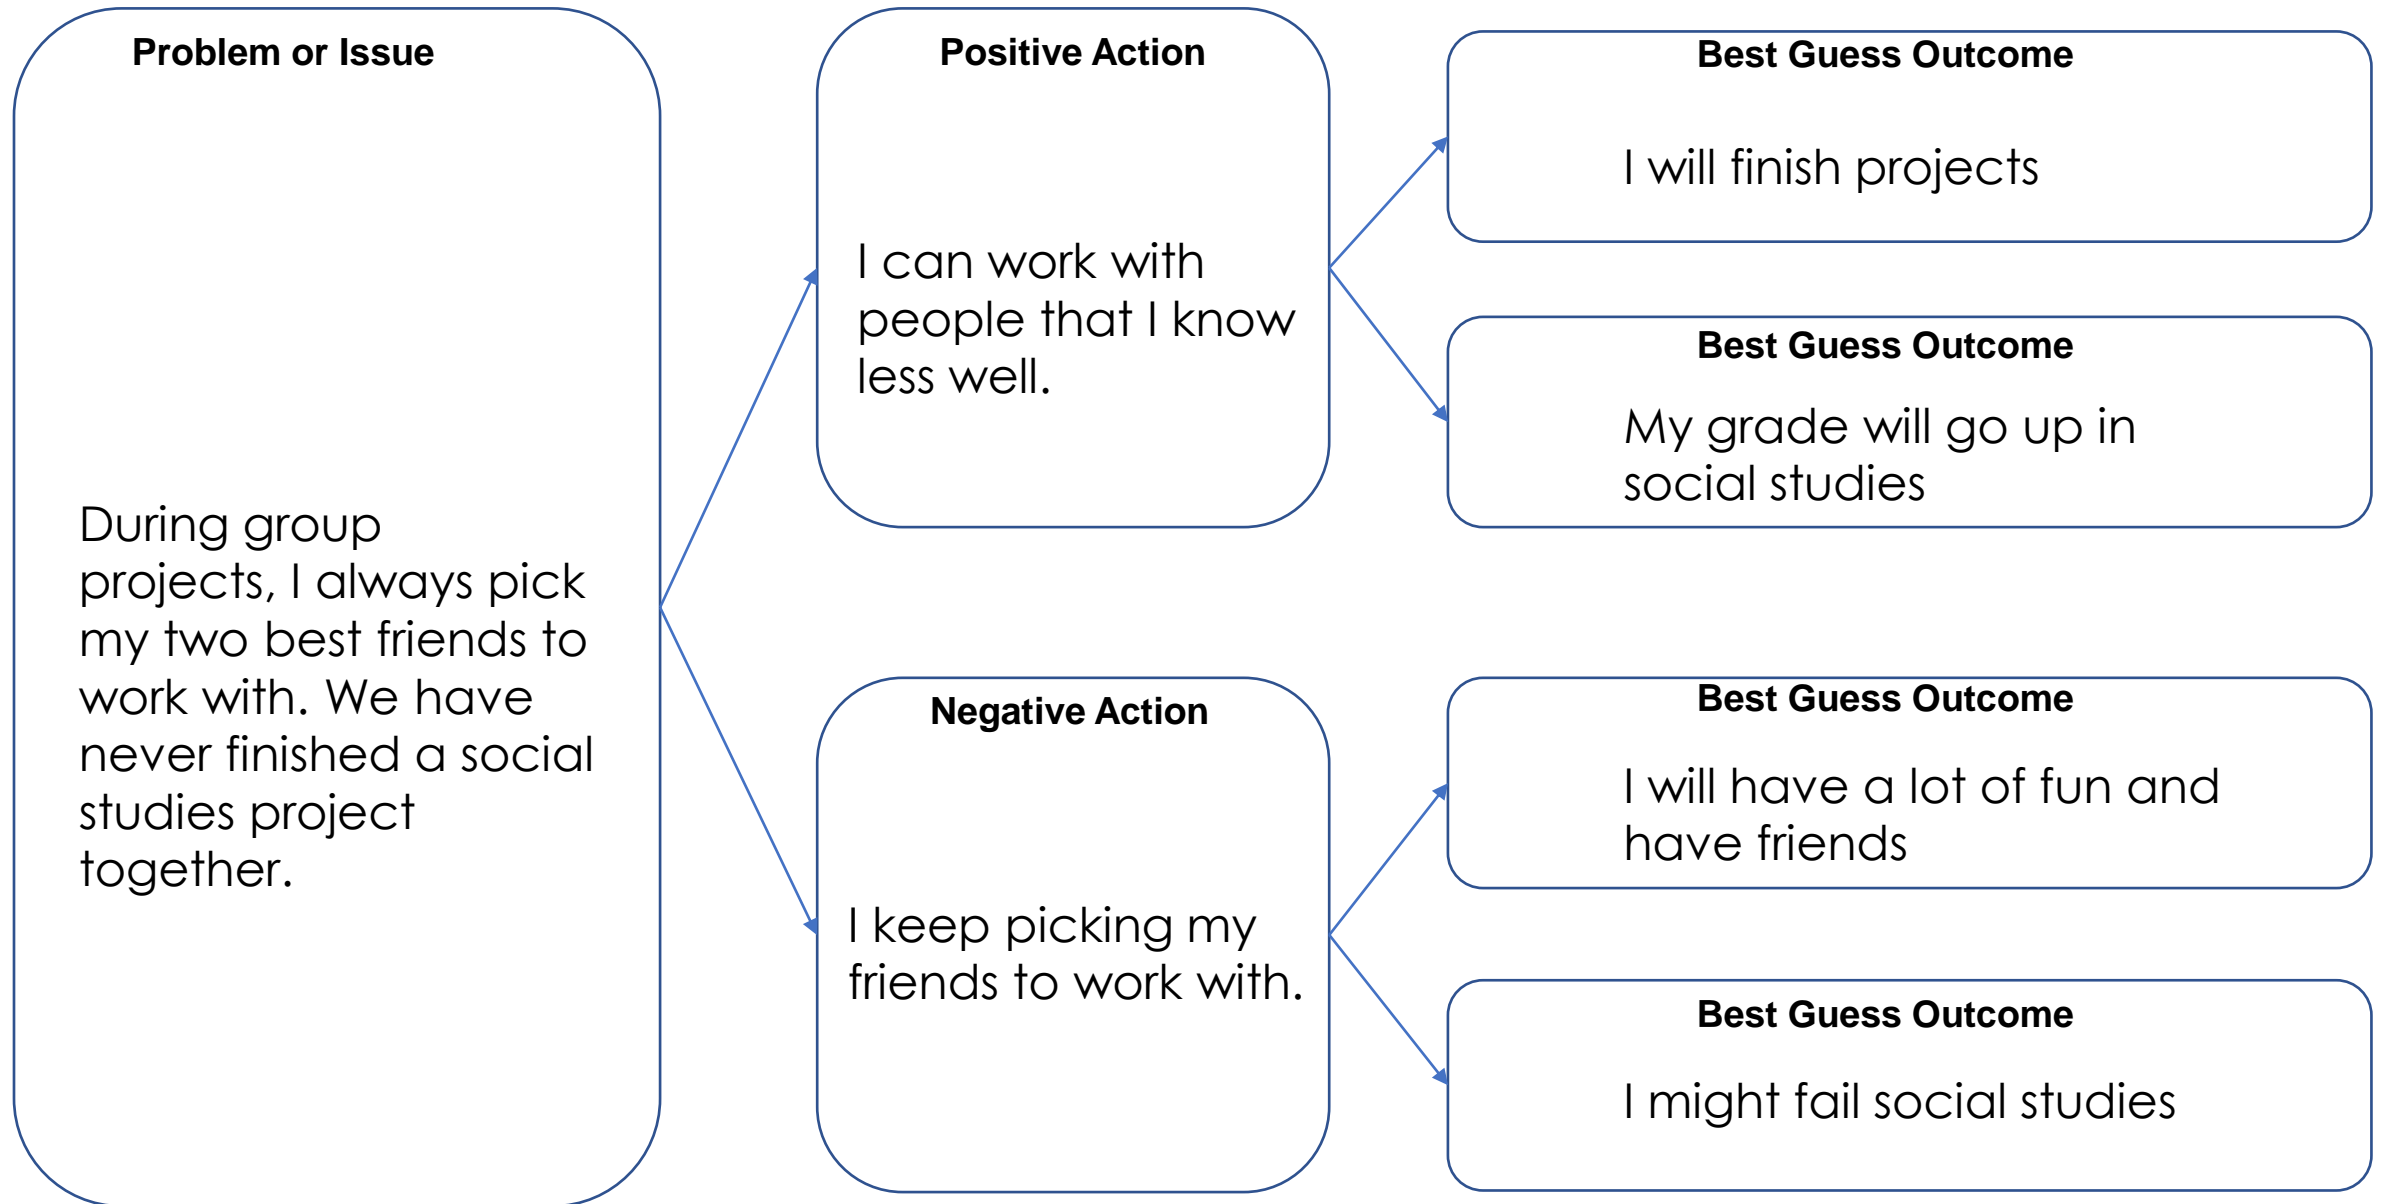 Problem or Issue
During group
projects, I always pick
my two best friends to
work with. We have
never finished a social
studies project
together.
Positive Action
I can work with
people that I know
less well.
Best Guess Outcome
I will finish projects
Best Guess Outcome
My grade will go up in
social studies
Negative Action
I keep picking my
friends to work with.
Best Guess Outcome
I will have a lot of fun and
have friends
Best Guess Outcome
I might fail social studies